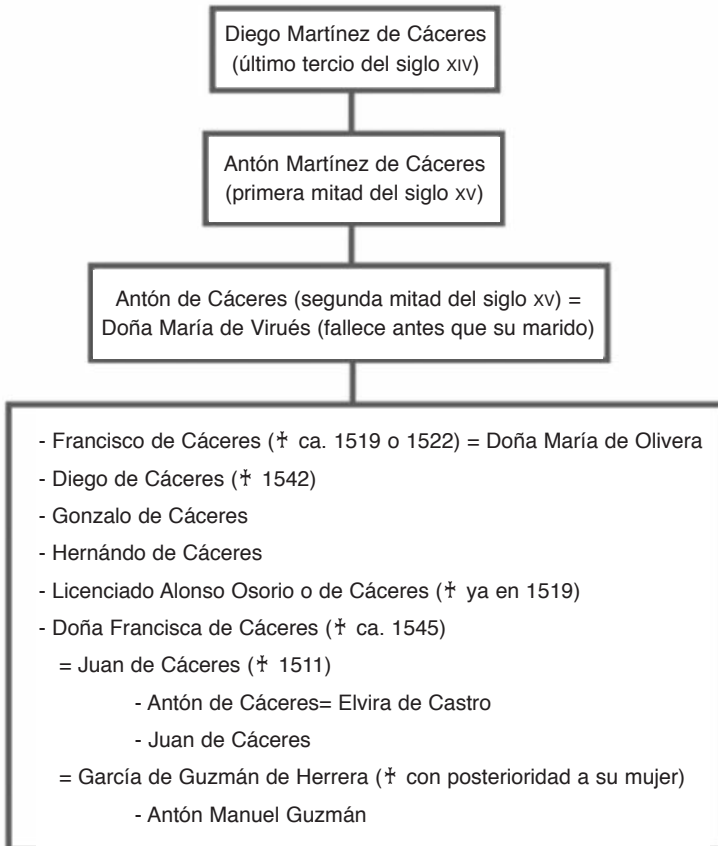 Diego Martínez de Cáceres
(último tercio del siglo XIV)
Antón Martínez de Cáceres
(primera mitad del siglo XV)
Antón de Cáceres (segunda mitad del siglo XV) =
Doña María de Virués (fallece antes que su marido)
- Francisco de Cáceres (♰ ca. 1519 o 1522) = Doña María de Olivera
- Diego de Cáceres (♰ 1542)
- Gonzalo de Cáceres
- Hernándo de Cáceres
- Licenciado Alonso Osorio o de Cáceres (♰ ya en 1519)
- Doña Francisca de Cáceres (♰ ca. 1545)
= Juan de Cáceres (♰ 1511)
- Antón de Cáceres= Elvira de Castro
- Juan de Cáceres
= García de Guzmán de Herrera (♰ con posterioridad a su mujer)
- Antón Manuel Guzmán